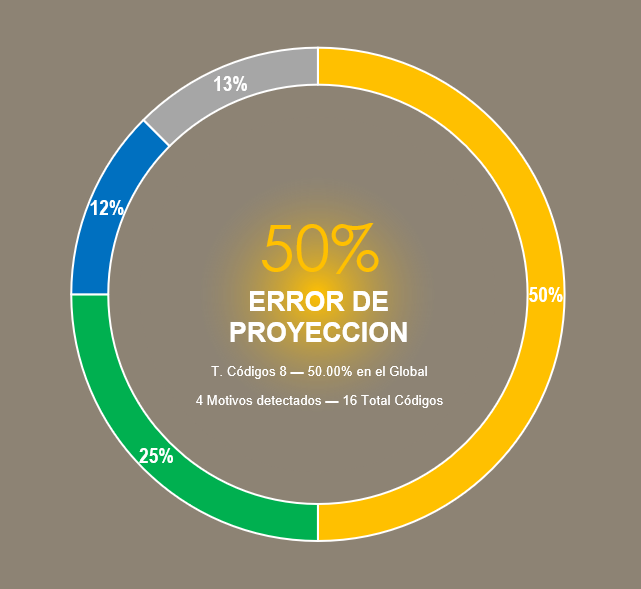 13%
12%
50%
ERROR DE
PROYECCION
50%
T. Códigos 8 — 50.00% en el Global
4 Motivos detectados — 16 Total Códigos
25%